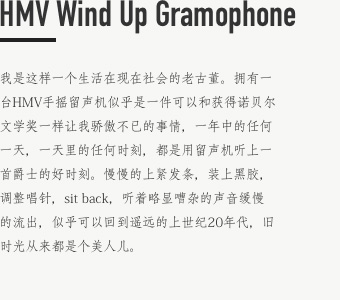 HMV Wind Up Gramophone
我是这样一个生活在现在社会的老古董。拥有一
台HMV手摇留声机似乎是一件可以和获得诺贝尔
文学奖一样让我骄傲不已的事情，一年中的任何
一天，一天里的任何时刻，都是用留声机听上一
首爵士的好时刻。慢慢的上紧发条，装上黑胶，
调整唱针，sit back，听着略显嘈杂的声音缓慢
的流出，似乎可以回到遥远的上世纪20年代，旧
时光从来都是个美人儿。